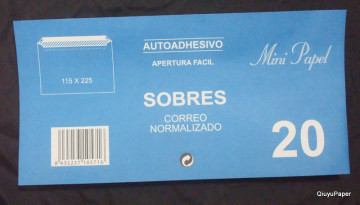 AUTOADHESIVO
APERTURA FACIL
Mini Papel
115 X 225
SOBRES
CORREO
NORMALIZADO
20
QiuyuPaper